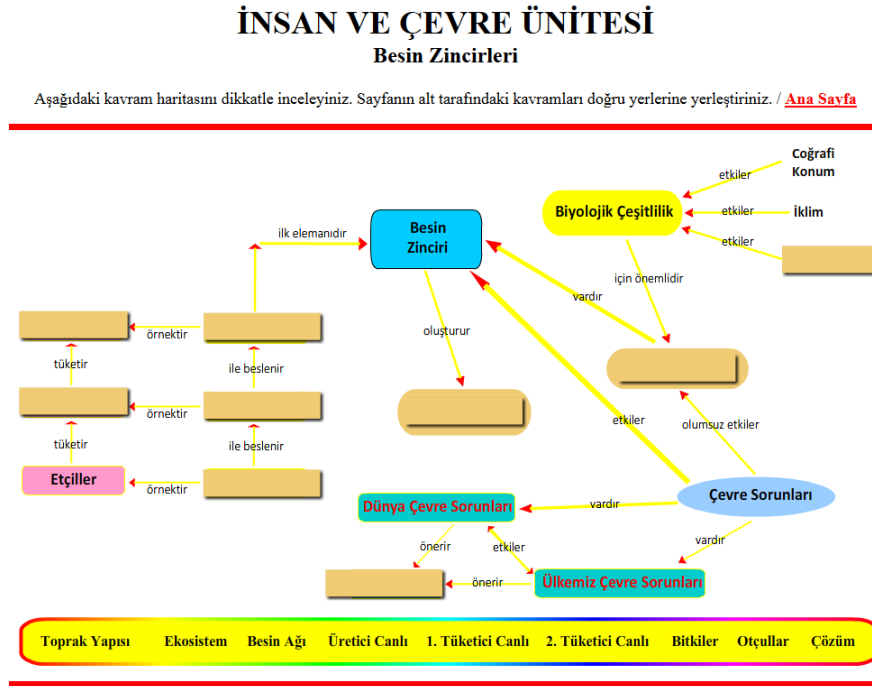 İNSAN VE ÇEVRE ÜNİTESİ
Besin Zincirleri
Aşağıdaki kavram haritasını dikkatle inceleyiniz. Sayfanın alt tarafındaki kavramları doğru yerlerine yerleştiriniz. / Ana Sayfa
Coğrafi
Konum
etkiler
Biyolojik Çeşitlilik
etkiler
İklim
etkiler
Besin
Zinciri
ilk elemanıdır
için önemlidir
vardır
örnektir
oluşturur
tüketir
ile beslenir
örnektir
etkiler
olumsuz etkiler
tüketir
ile beslenir
Etçiller
örnektir
Çevre Sorunları
Dünya Çevre Sorunları
vardır
önerir
etkiler
vardır
önerir
Ülkemiz Çevre Sorunları
Toprak Yapısı Ekosistem Besin Ağı Üretici Canlı 1. Tüketici Canlı 2. Tüketici Canlı Bitkiler Otçullar Çözüm